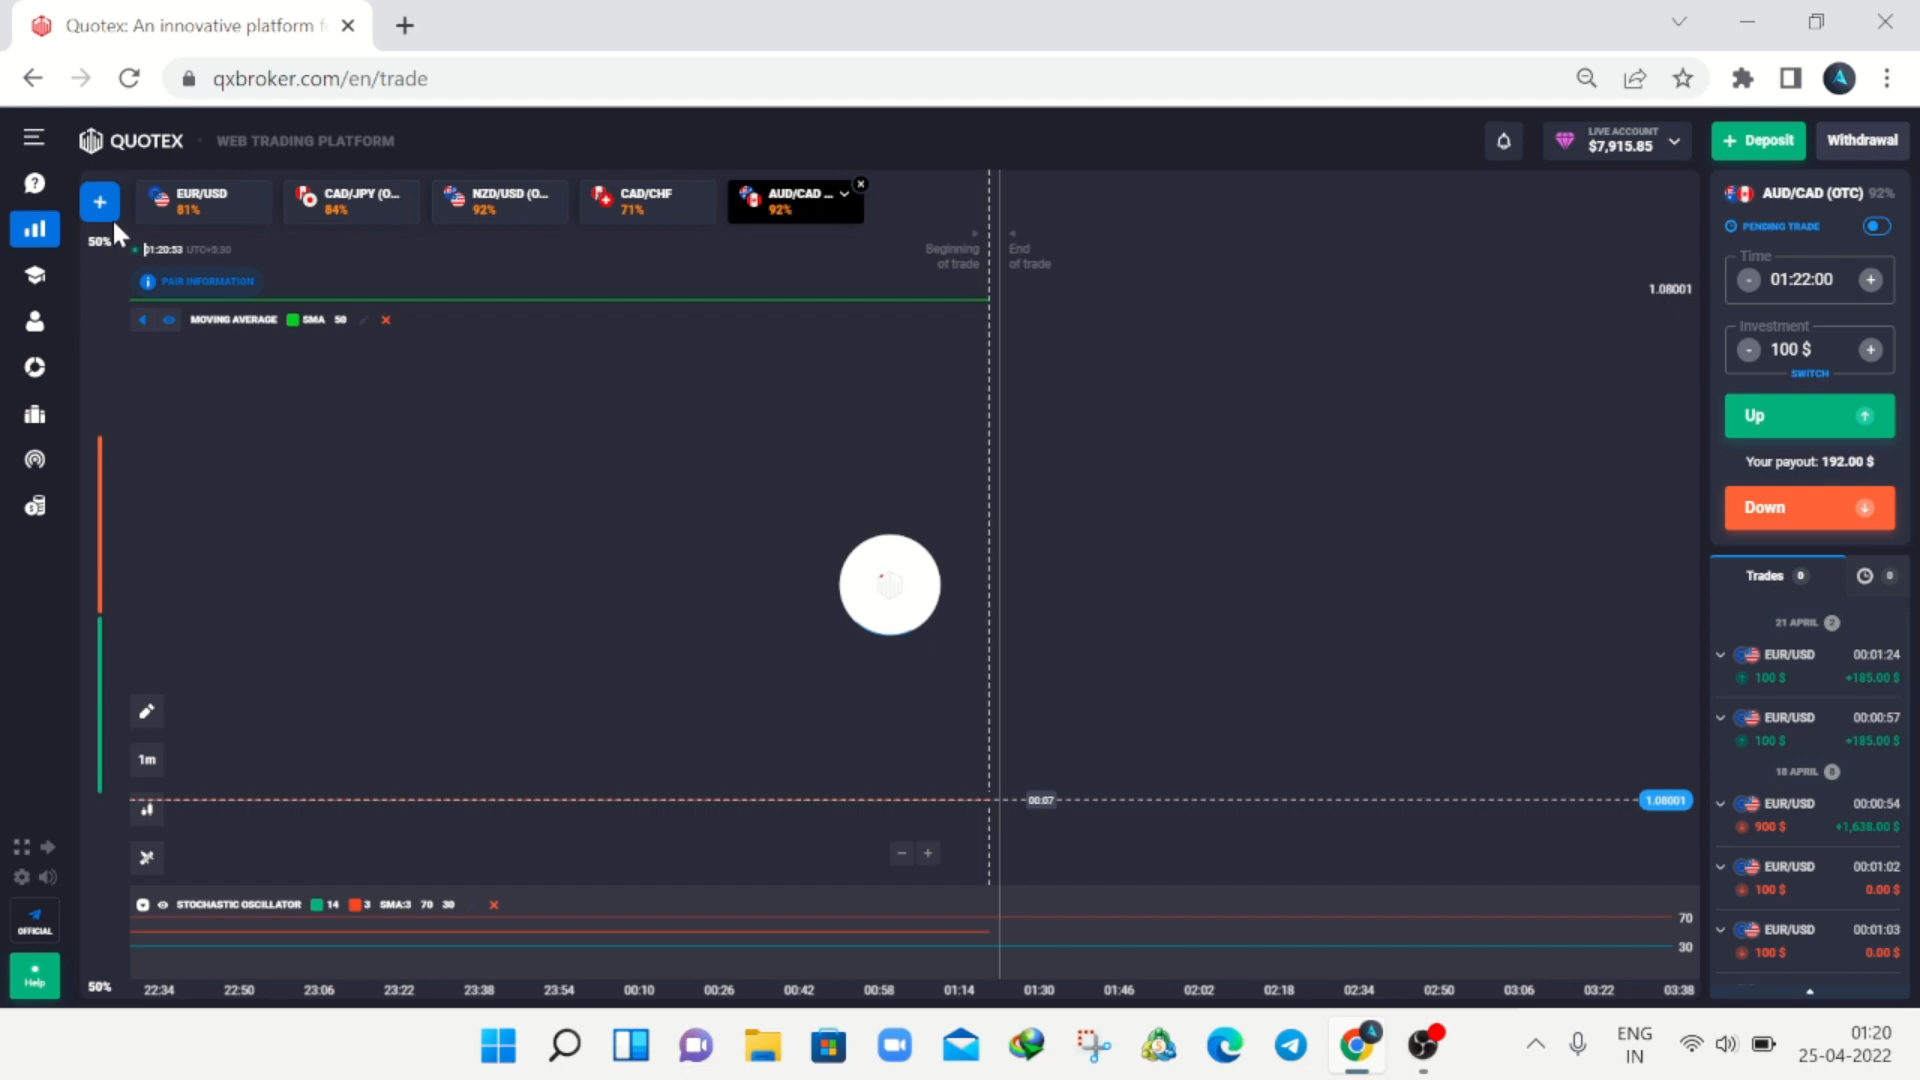 Quotex: An innovative platform f
qxbroker.com/en/trade
QUOTEX · WEB TRADING PLATFORM
LIVE ACCOUNT
$7,915.85
+ Deposit
Withdrawal
+
EUR/USD
81%
CAD/JPY (O...
84%
NZD/USD (O...
92%
CAD/CHF
71%
AUD/CAD ...
92%
50%
01:20:53 UTC+5:30
PAIR INFORMATION
MOVING AVERAGE SMA 50
Beginning
of trade
End
of trade
1.08001
1m
00:07
1.08001
STOCHASTIC OSCILLATOR 14 3 SMA:3 70 30
70
30
50%
22:34 22:50 23:06 23:22 23:38 23:54 00:10 00:26 00:42 00:58 01:14 01:30 01:46 02:02 02:18 02:34 02:50 03:06 03:22 03:38
OFFICIAL
Help
AUD/CAD (OTC) 92%
PENDING TRADE
Time
- 01:22:00 +
Investment
- 100 $ +
SWITCH
Up
Your payout: 192.00 $
Down
Trades 0
0
21 APRIL 2
EUR/USD 00:01:24
100 $ +185.00 $
EUR/USD 00:00:57
100 $ +185.00 $
18 APRIL
EUR/USD 00:00:54
900 $ +1,638.00 $
EUR/USD 00:01:02
100 $ 0.00 $
EUR/USD 00:01:03
100 $ 0.00 $
ENG
IN
01:20
25-04-2022